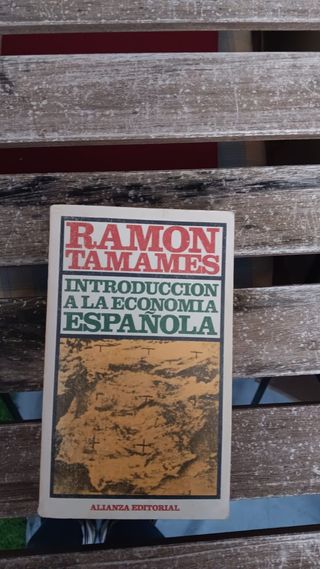 RAMON
TAMAMES
INTRODUCCION
A LA ECONOMIA
ESPAÑOLA
ALIANZA EDITORIAL